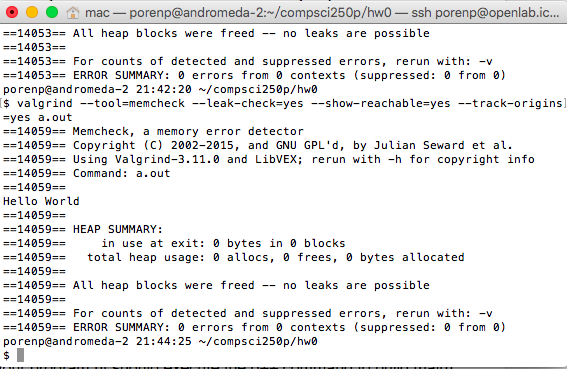 mac — porenp@andromeda-2:~/compsci250p/hw0 — ssh porenp@openlab.ic...
==14053== All heap blocks were freed -- no leaks are possible
==14053==
==14053== For counts of detected and suppressed errors, rerun with: -v
==14053== ERROR SUMMARY: 0 errors from 0 contexts (suppressed: 0 from 0)
porenp@andromeda-2 21:42:20 ~/compsci250p/hw0
[$ valgrind --tool=memcheck --leak-check=yes --show-reachable=yes --track-origins]
=yes a.out
==14059== Memcheck, a memory error detector
==14059== Copyright (C) 2002-2015, and GNU GPL'd, by Julian Seward et al.
==14059== Using Valgrind-3.11.0 and LibVEX; rerun with -h for copyright info
==14059== Command: a.out
==14059==
Hello World
==14059==
==14059== HEAP SUMMARY:
==14059==     in use at exit: 0 bytes in 0 blocks
==14059==   total heap usage: 0 allocs, 0 frees, 0 bytes allocated
==14059==
==14059== All heap blocks were freed -- no leaks are possible
==14059==
==14059== For counts of detected and suppressed errors, rerun with: -v
==14059== ERROR SUMMARY: 0 errors from 0 contexts (suppressed: 0 from 0)
porenp@andromeda-2 21:44:25 ~/compsci250p/hw0
$